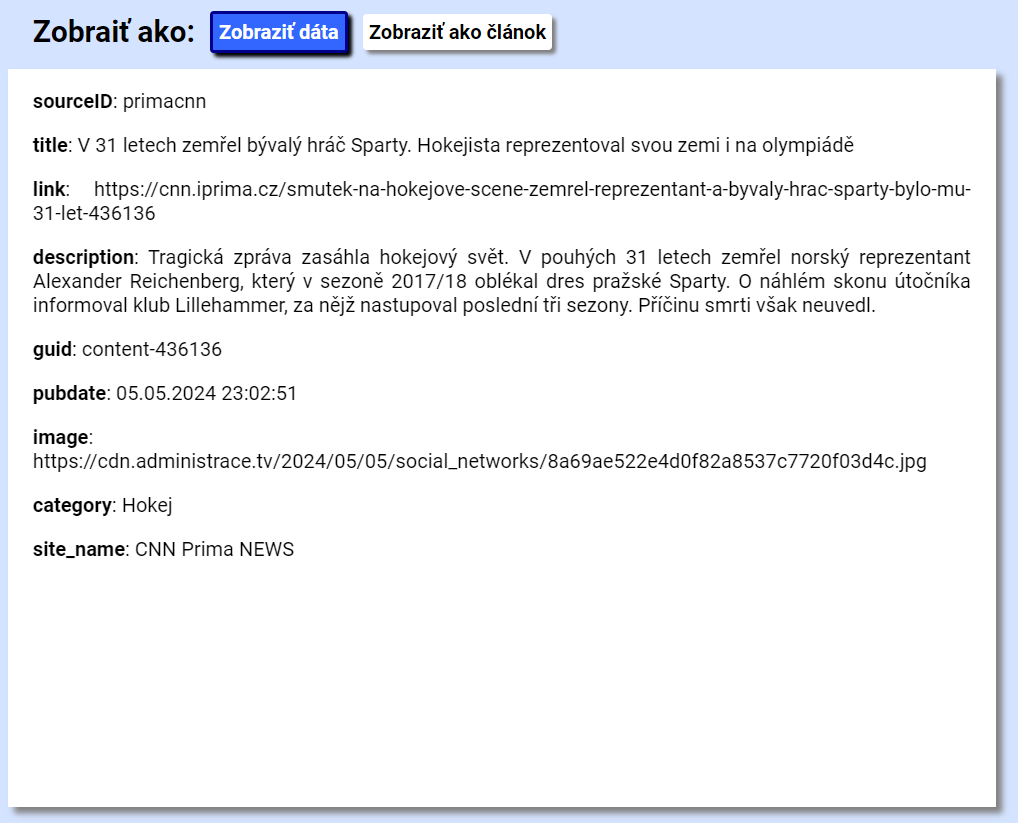 Zobraiť ako: Zobraziť dáta Zobraziť ako článok
sourceID: primacnn
title: V 31 letech zemřel bývalý hráč Sparty. Hokejista reprezentoval svou zemi i na olympiádě
link: https://cnn.iprima.cz/smutek-na-hokejove-scene-zemrel-reprezentant-a-byvaly-hrac-sparty-bylo-mu-
31-let-436136
description: Tragická zpráva zasáhla hokejový svět. V pouhých 31 letech zemřel norský reprezentant
Alexander Reichenberg, který v sezoně 2017/18 oblékal dres pražské Sparty. O náhlém skonu útočníka
informoval klub Lillehammer, za nějž nastupoval poslední tři sezony. Příčinu smrti však neuvedl.
guid: content-436136
pubdate: 05.05.2024 23:02:51
image:
https://cdn.administrace.tv/2024/05/05/social_networks/8a69ae522e4d0f82a8537c7720f03d4c.jpg
category: Hokej
site_name: CNN Prima NEWS